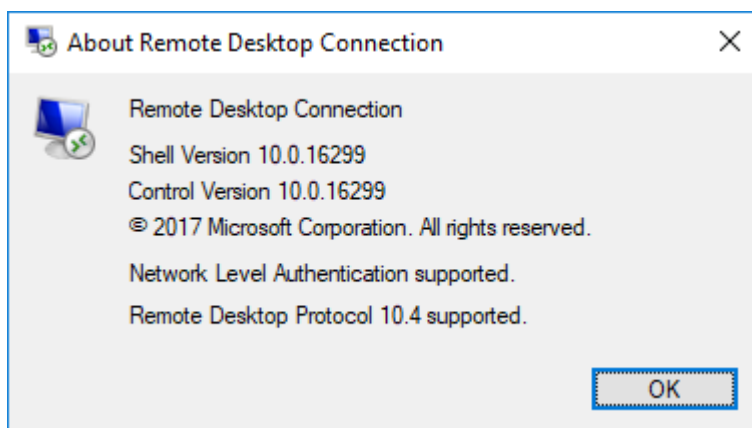 About Remote Desktop Connection
Remote Desktop Connection
Shell Version 10.0.16299
Control Version 10.0.16299
© 2017 Microsoft Corporation. All rights reserved.
Network Level Authentication supported.
Remote Desktop Protocol 10.4 supported.
OK